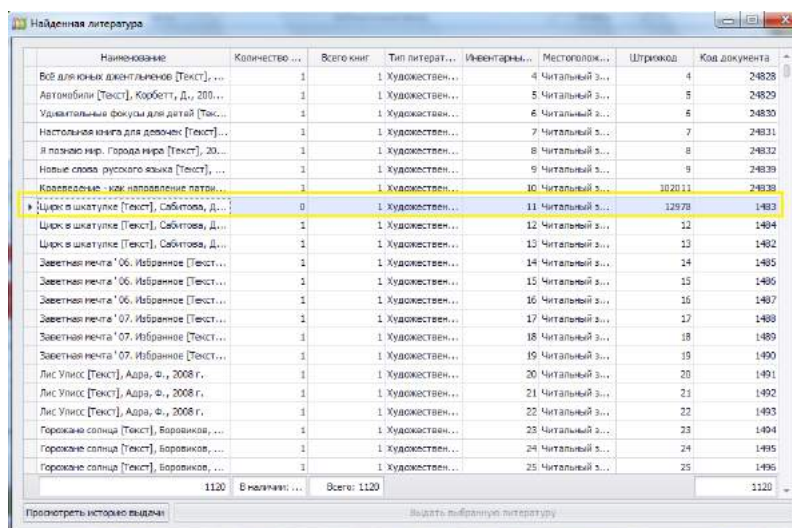 Найденная литература
Наименование Количество ... Всего книг Тип литерат... Инвентарны... Местополож... Штрихкод Код документа
Всё для юных джентльменов [Текст], ... 1 1 Художествен... 4 Читальный з... 4 24828
Автомобили [Текст], Корбетт, Д., 200... 1 1 Художествен... 5 Читальный з... 5 24829
Удивительные фокусы для детей [Тек... 1 1 Художествен... 6 Читальный з... 6 24830
Настольная книга для девочек [Текст]... 1 1 Художествен... 7 Читальный з... 7 24831
Я познаю мир. Города мира [Текст], 20... 1 1 Художествен... 8 Читальный з... 8 24832
Новые слова русского языка [Текст], ... 1 1 Художествен... 9 Читальный з... 9 24839
Краеведение - как направление патри... 1 1 Художествен... 10 Читальный з... 102011 24838
Цирк в шкатулке [Текст], Сабитова, Д... 0 1 Художествен... 11 Читальный з... 12978 1483
Цирк в шкатулке [Текст], Сабитова, Д... 1 1 Художествен... 12 Читальный з... 12 1484
Цирк в шкатулке [Текст], Сабитова, Д... 1 1 Художествен... 13 Читальный з... 13 1482
Заветная мечта ' 06. Избранное [Текст... 1 1 Художествен... 14 Читальный з... 14 1485
Заветная мечта ' 06. Избранное [Текст... 1 1 Художествен... 15 Читальный з... 15 1486
Заветная мечта ' 06. Избранное [Текст... 1 1 Художествен... 16 Читальный з... 16 1487
Заветная мечта ' 07. Избранное [Текст... 1 1 Художествен... 17 Читальный з... 17 1488
Заветная мечта ' 07. Избранное [Текст... 1 1 Художествен... 18 Читальный з... 18 1489
Заветная мечта ' 07. Избранное [Текст... 1 1 Художествен... 19 Читальный з... 19 1490
Лис Улисс [Текст], Адра, Ф., 2008 г. 1 1 Художествен... 20 Читальный з... 20 1491
Лис Улисс [Текст], Адра, Ф., 2008 г. 1 1 Художествен... 21 Читальный з... 21 1492
Лис Улисс [Текст], Адра, Ф., 2008 г. 1 1 Художествен... 22 Читальный з... 22 1493
Горожане солнца [Текст], Боровиков, ... 1 1 Художествен... 23 Читальный з... 23 1494
Горожане солнца [Текст], Боровиков, ... 1 1 Художествен... 24 Читальный з... 24 1495
Горожане солнца [Текст], Боровиков, ... 1 1 Художествен... 25 Читальный з... 25 1496
1120 В наличии: ... Всего: 1120 1120
Просмотреть историю выдачи Выдать выбранную литературу